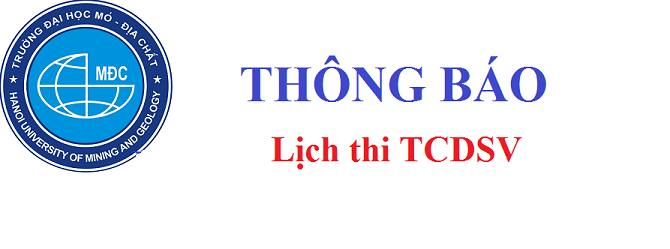 TRƯỜNG ĐẠI HỌC MỎ - ĐỊA CHẤT
MĐC
HANOI UNIVERSITY OF MINING AND GEOLOGY
THÔNG BÁO
Lịch thi TCDSV